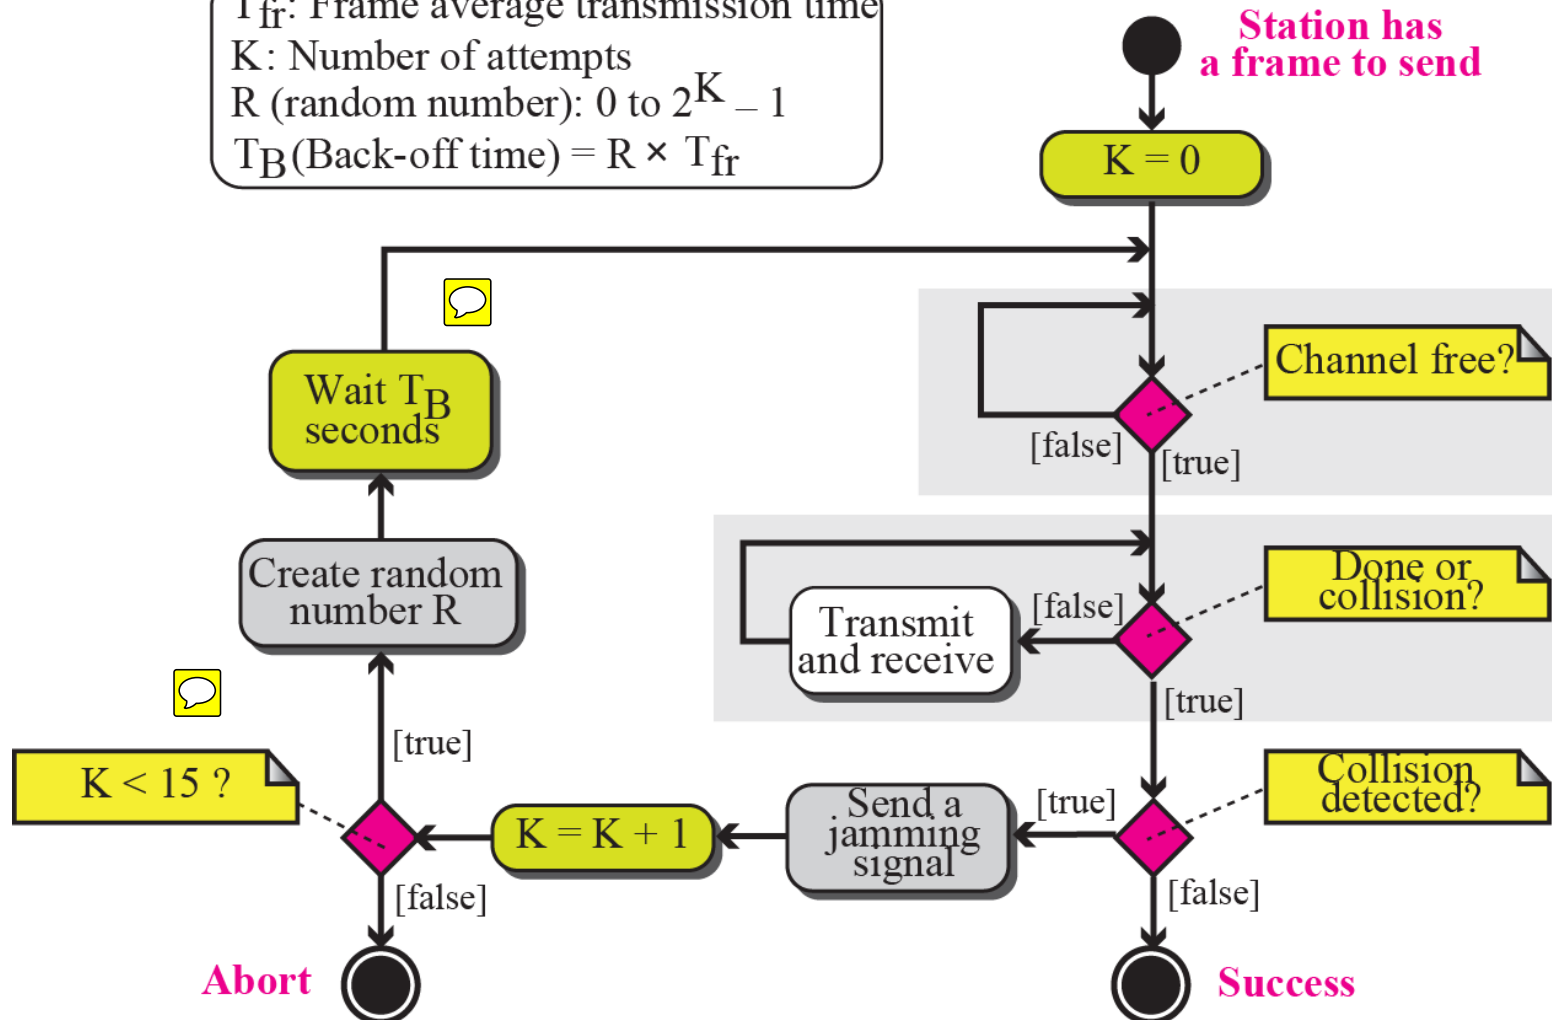 Tfr: Frame average transmission time
K: Number of attempts
R (random number): 0 to 2^K – 1
TB (Back-off time) = R × Tfr
Station has
a frame to send
K = 0
Channel free?
[false]
[true]
Wait TB
seconds
Create random
number R
Done or
collision?
[false]
Transmit
and receive
[true]
[true]
K < 15 ?
Collision
detected?
[true]
Send a
jamming
signal
K = K + 1
[false]
[false]
Abort
Success